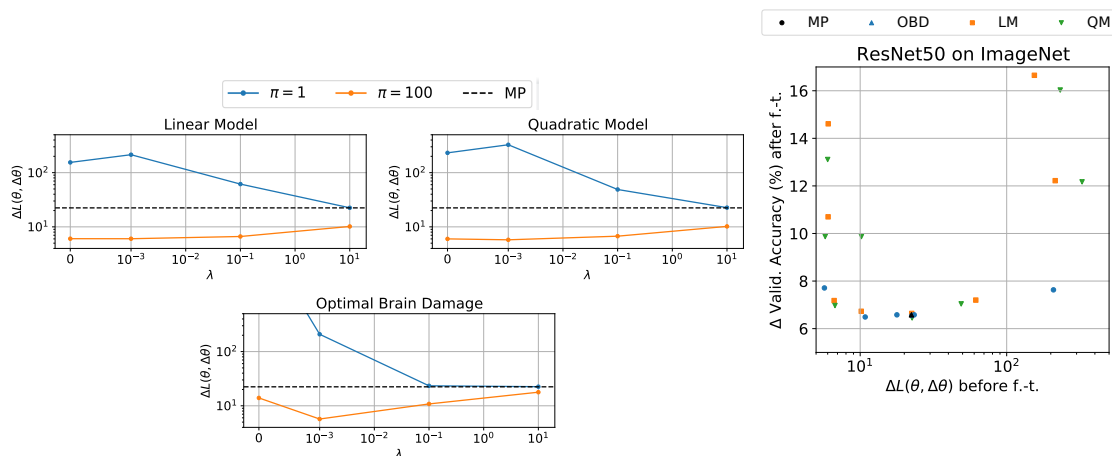 π = 1 π = 100 MP
Linear Model
ΔL(θ, Δθ)
10²
10¹
0 10⁻³ 10⁻² 10⁻¹ 10⁰ 10¹
λ
Quadratic Model
ΔL(θ, Δθ)
10²
10¹
0 10⁻³ 10⁻² 10⁻¹ 10⁰ 10¹
λ
Optimal Brain Damage
ΔL(θ, Δθ)
10²
10¹
0 10⁻³ 10⁻² 10⁻¹ 10⁰ 10¹
λ
MP OBD LM QM
ResNet50 on ImageNet
Δ Valid. Accuracy (%) after f.-t.
16
14
12
10
8
6
10¹ 10²
ΔL(θ, Δθ) before f.-t.